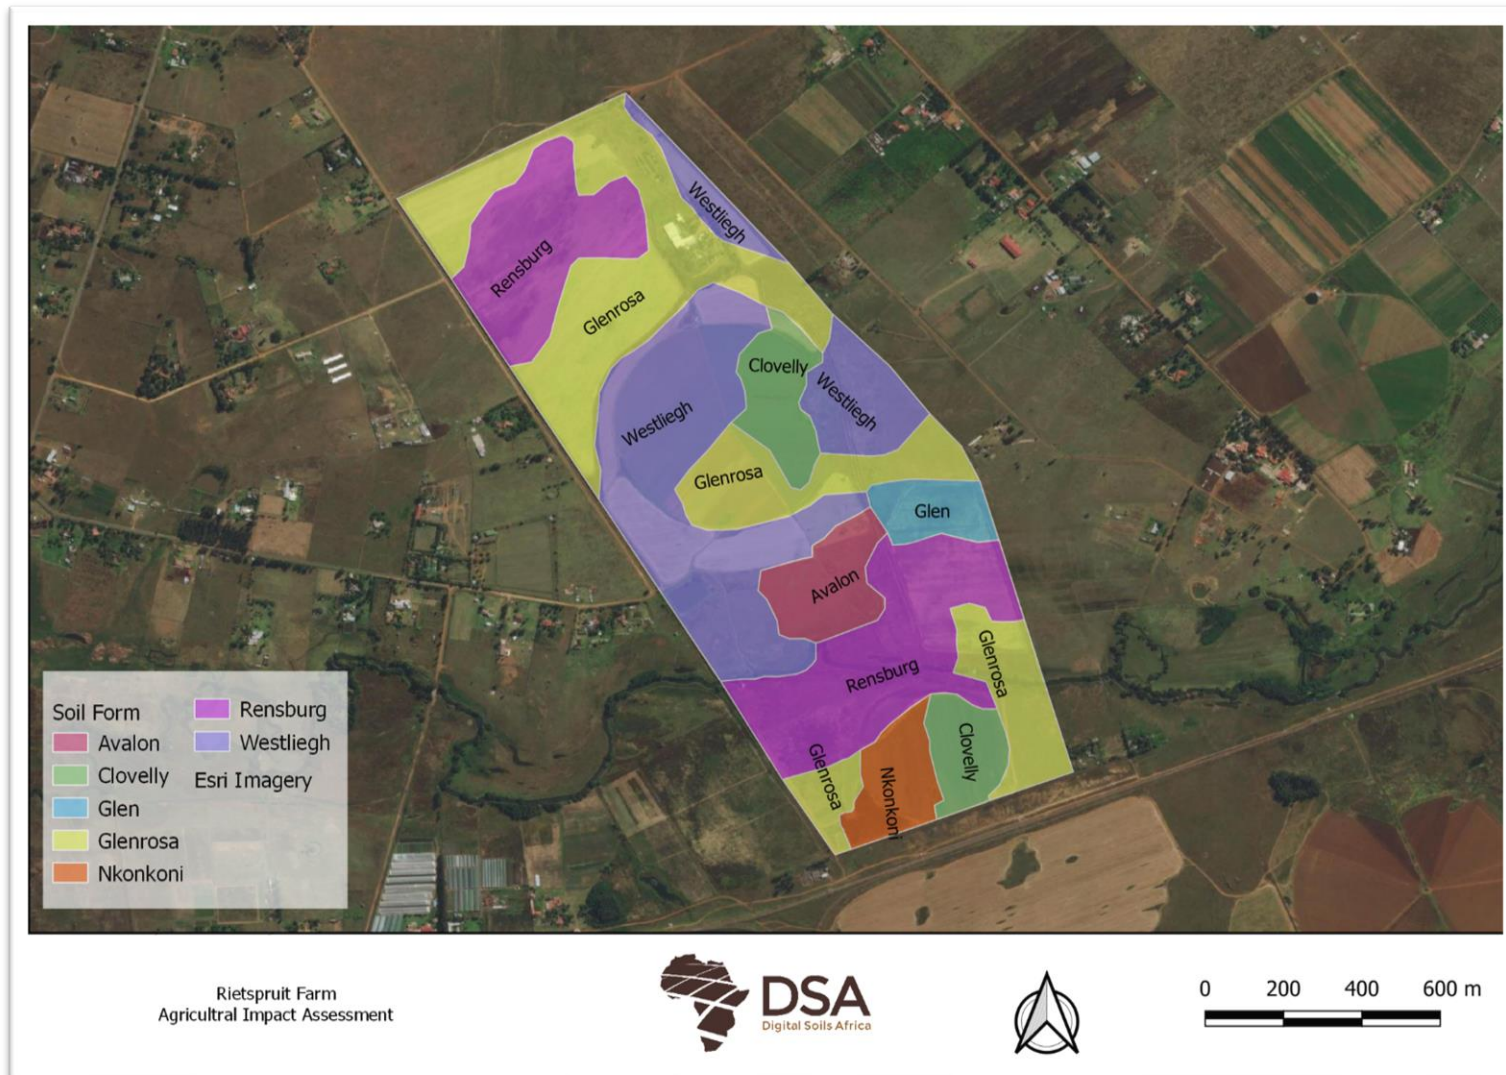 Westliegh
Rensburg
Glenrosa
Clovelly
Westliegh
Westliegh
Glenrosa
Glen
Avalon
Glenrosa
Rensburg
Clovelly
Glenrosa
Nkonkoni
Soil Form
Avalon
Clovelly
Glen
Glenrosa
Nkonkoni
Rensburg
Westliegh
Esri Imagery
Rietspruit Farm
Agricultral Impact Assessment
DSA
Digital Soils Africa
0 200 400 600 m